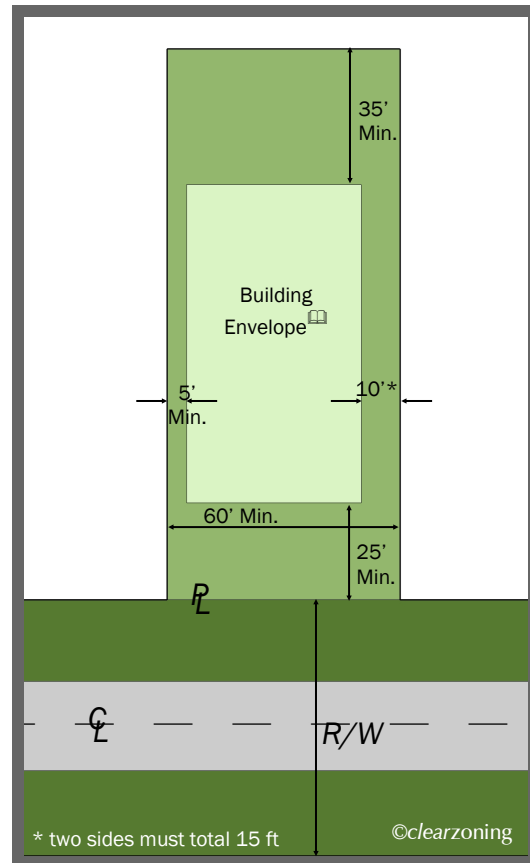 35’
Min.
Building
Envelope
5’
Min.
10’*
60’ Min.
25’
Min.
PL
CL
R/W
* two sides must total 15 ft
©clearzoning